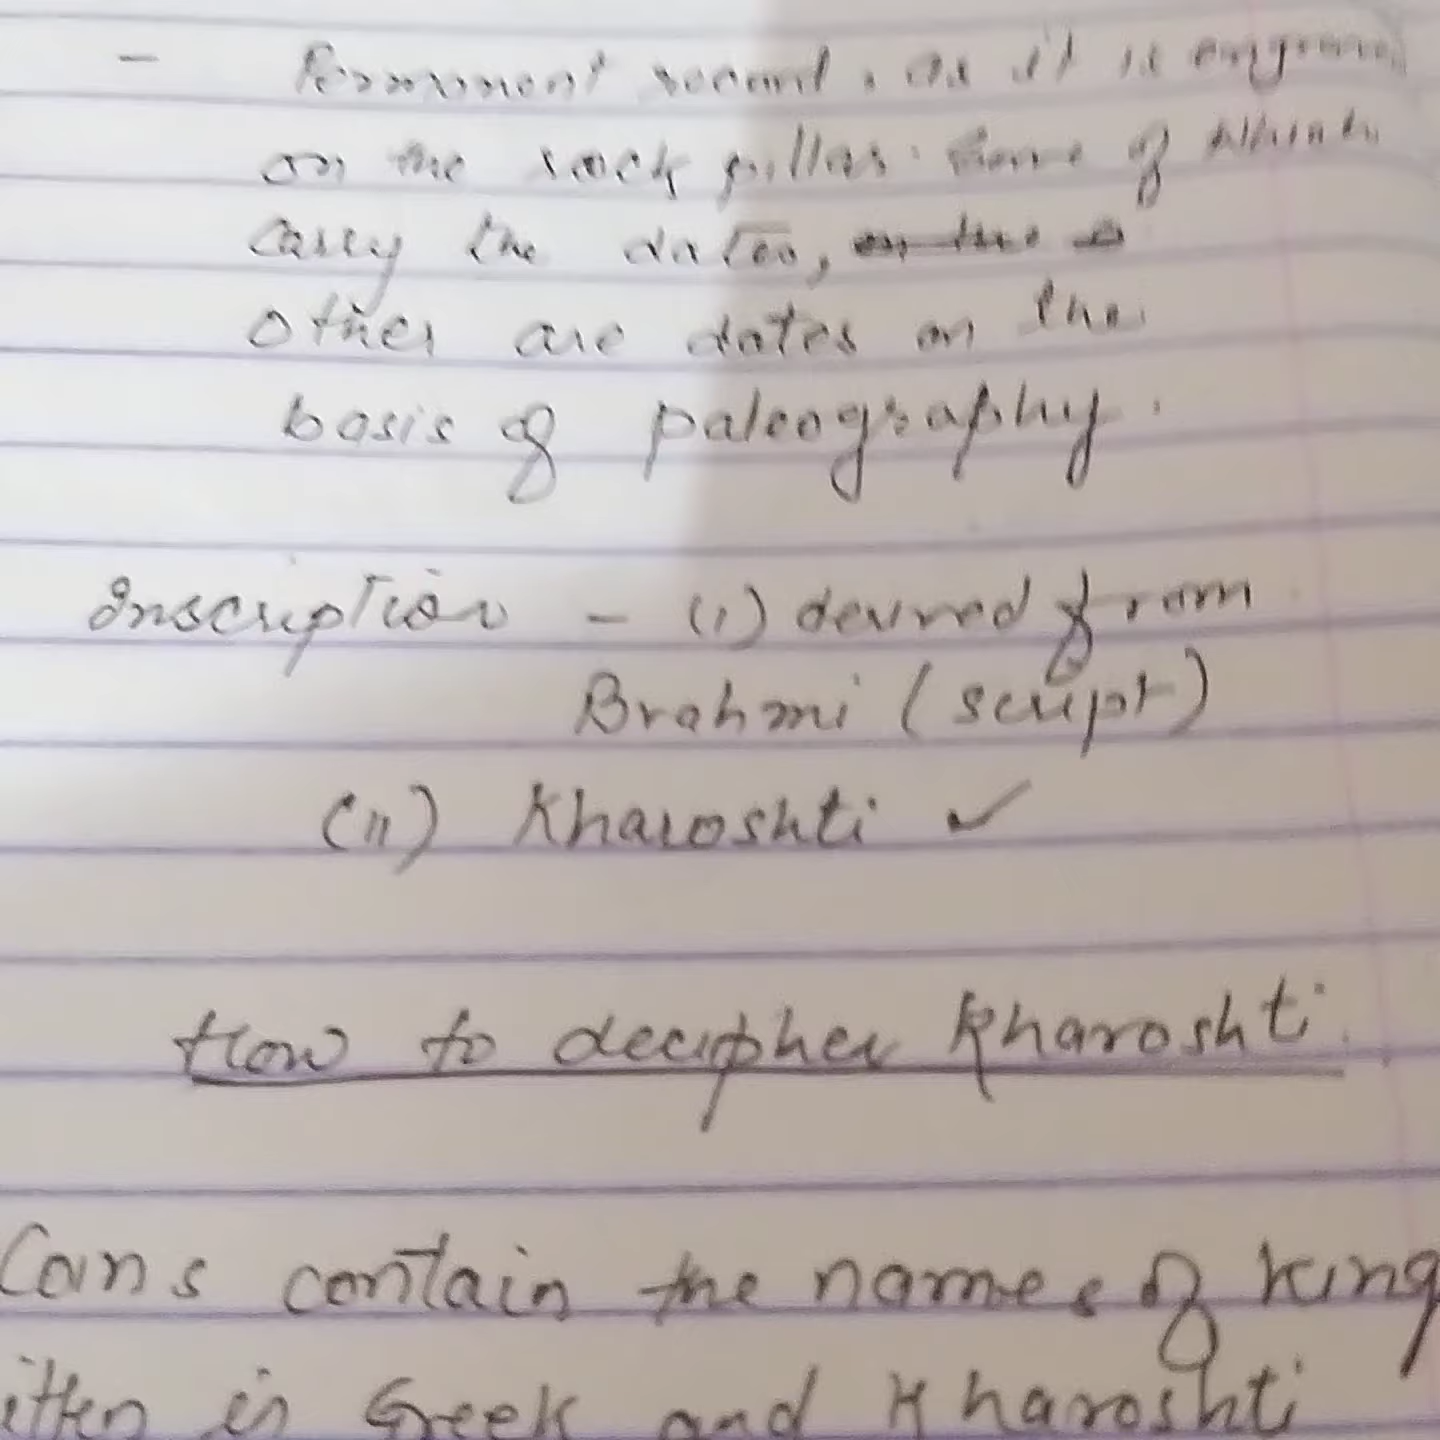 - Permanent record, as it is engraved
on the rock pillar. Some of which
carry the dates,
other are dates on the
basis of paleography.
Inscription - (i) derived from
Brahmi (script)
(ii) Kharoshti ✓
How to decipher Kharoshti.
Coins contain the names of king
itten in Greek and Kharoshti